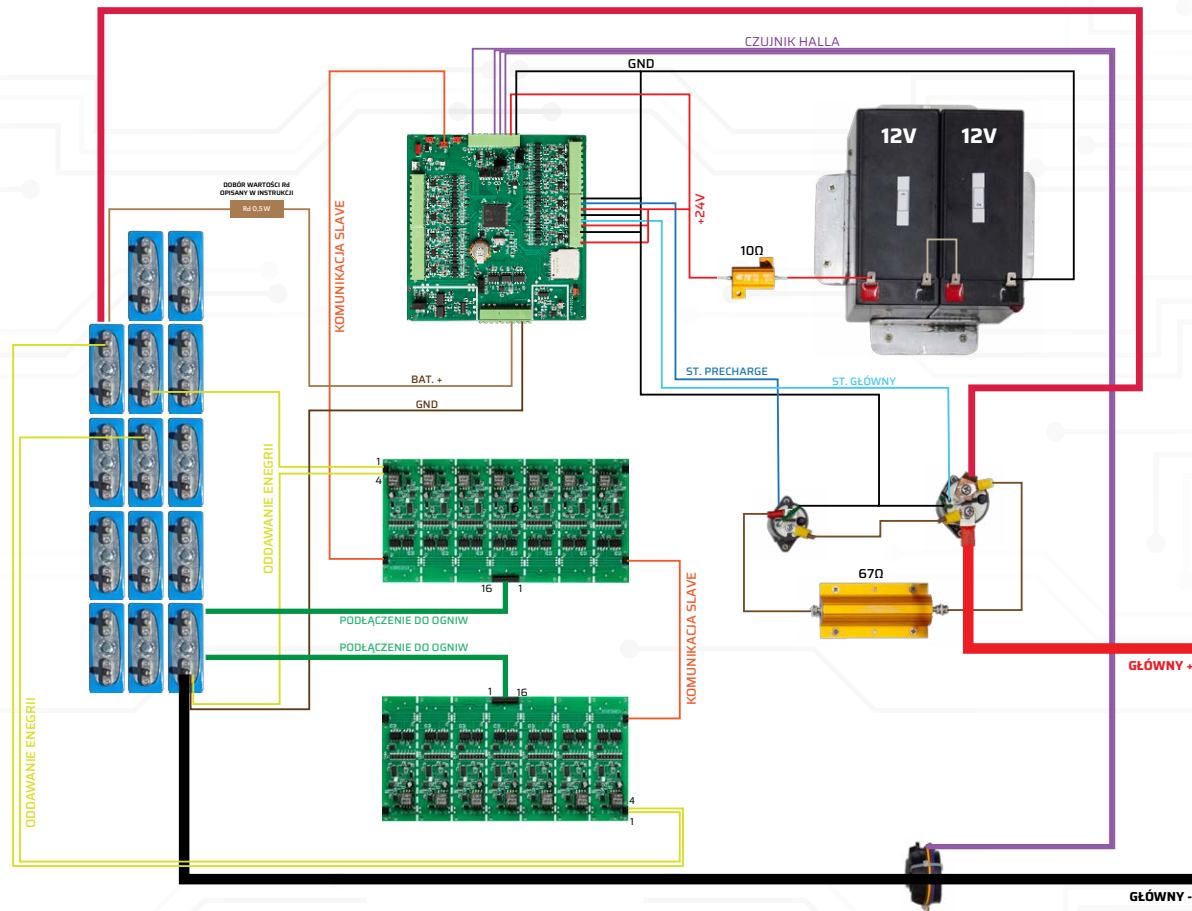 CZUJNIK HALLA
GND
12V
12V
DOBÓR WARTOŚCI Rd
OPISANY W INSTRUKCJI
Rd 0,5W
KOMUNIKACJA SLAVE
+24V
10Ω
ST. PRECHARGE
ST. GŁÓWNY
BAT. +
GND
ODDAWANIE ENEGRII
1
4
16
1
16
1
67Ω
PODŁĄCZENIE DO OGNIW
PODŁĄCZENIE DO OGNIW
KOMUNIKACJA SLAVE
GŁÓWNY +
1
16
ODDAWANIE ENEGRII
4
1
GŁÓWNY -